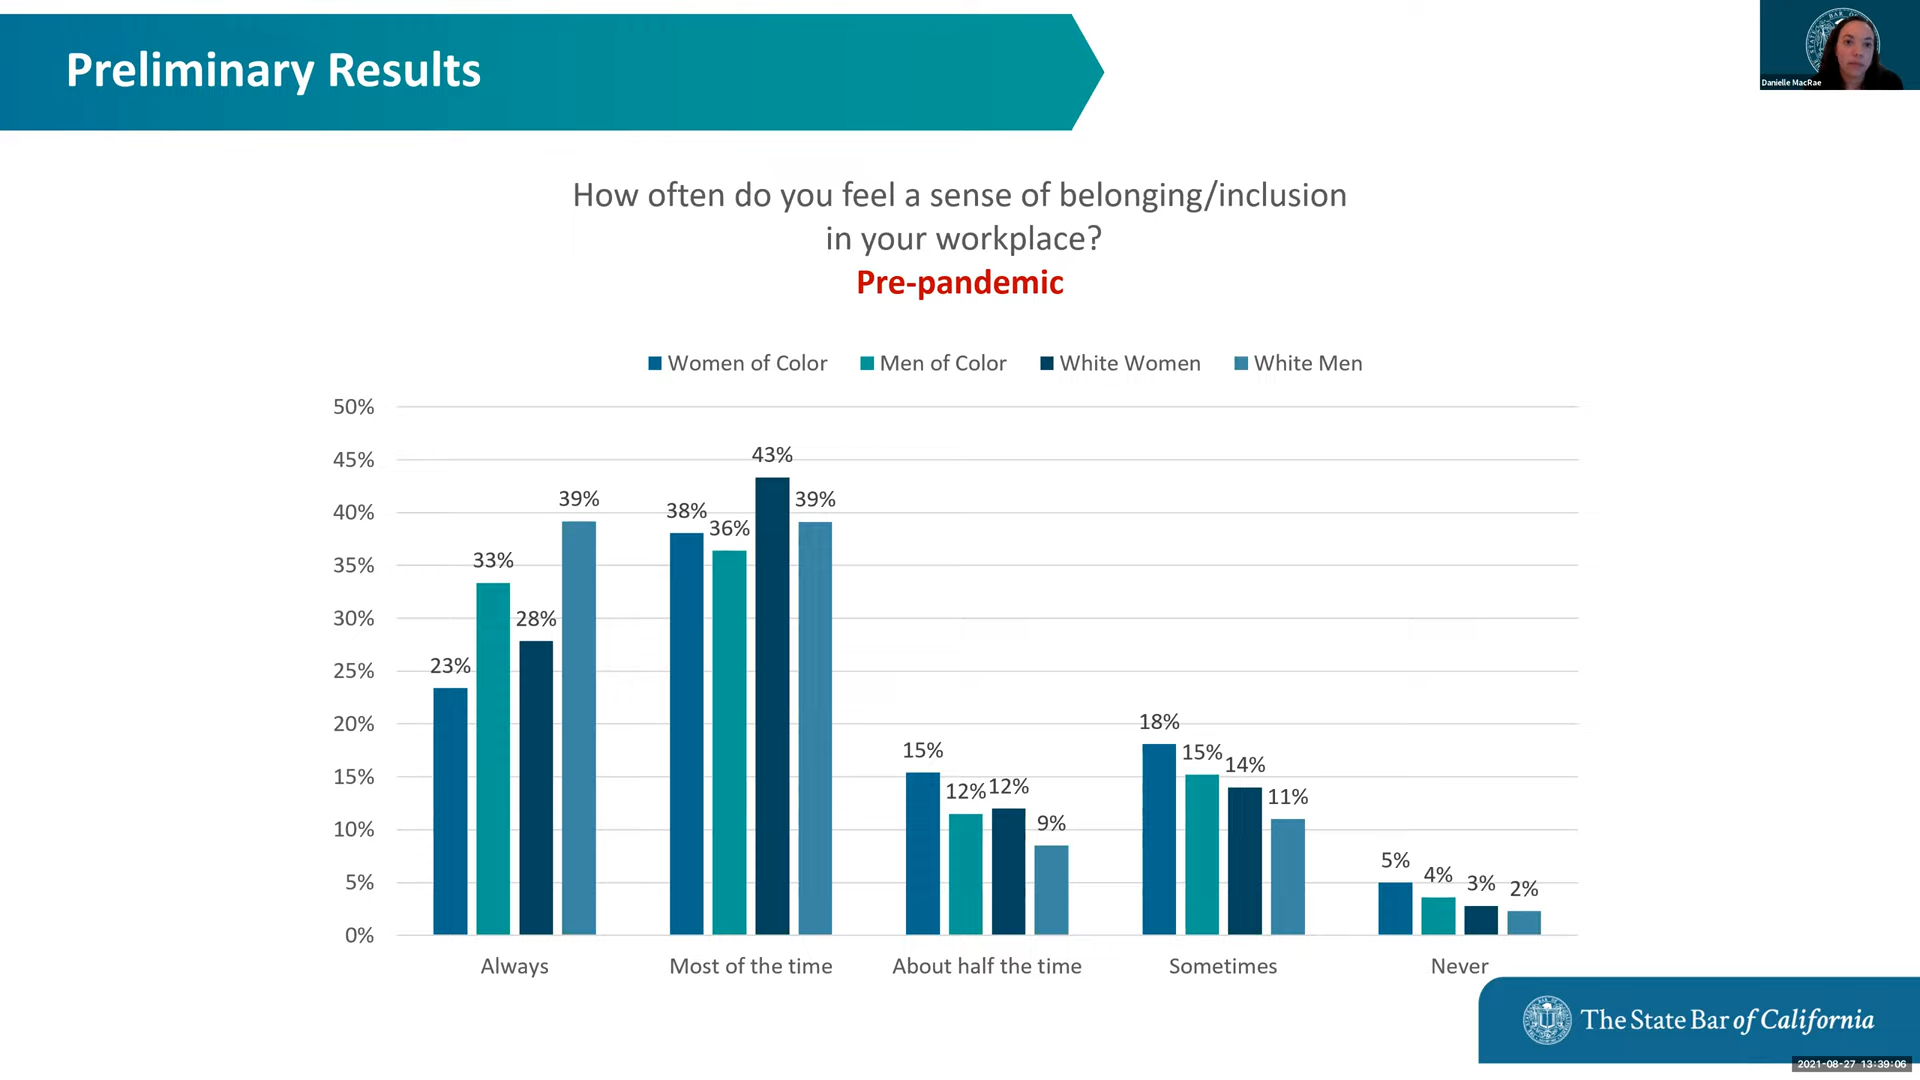 Preliminary Results
Danielle MacRae
How often do you feel a sense of belonging/inclusion
in your workplace?
Pre-pandemic
Women of Color Men of Color White Women White Men
50%
45%
40%
35%
30%
25%
20%
15%
10%
5%
0%
23% 33% 28% 39%
38% 36% 43% 39%
15% 12% 12% 9%
18% 15% 14% 11%
5% 4% 3% 2%
Always Most of the time About half the time Sometimes Never
The State Bar of California
2021-08-27 13:39:06